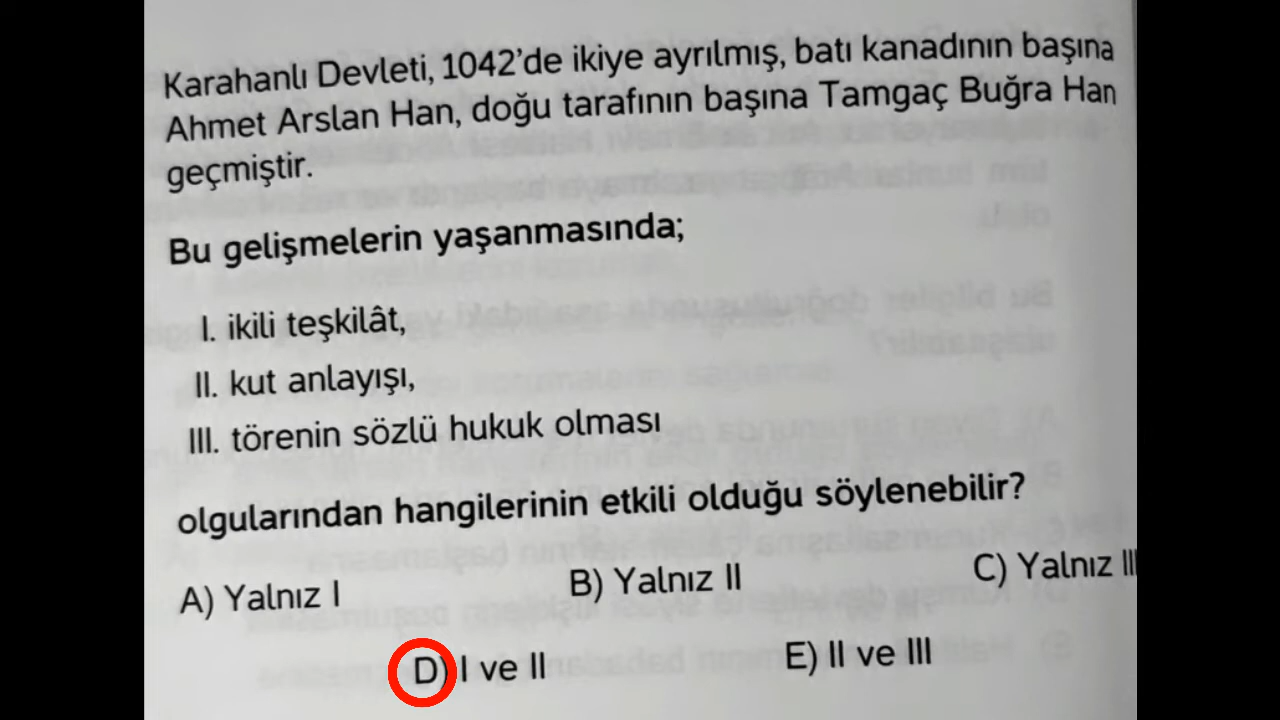 Karahanlı Devleti, 1042'de ikiye ayrılmış, batı kanadının başına
Ahmet Arslan Han, doğu tarafının başına Tamgaç Buğra Han
geçmiştir.
Bu gelişmelerin yaşanmasında;
I. ikili teşkilât,
II. kut anlayışı,
III. törenin sözlü hukuk olması
olgularından hangilerinin etkili olduğu söylenebilir?
A) Yalnız I B) Yalnız II C) Yalnız III
D) I ve II E) II ve III